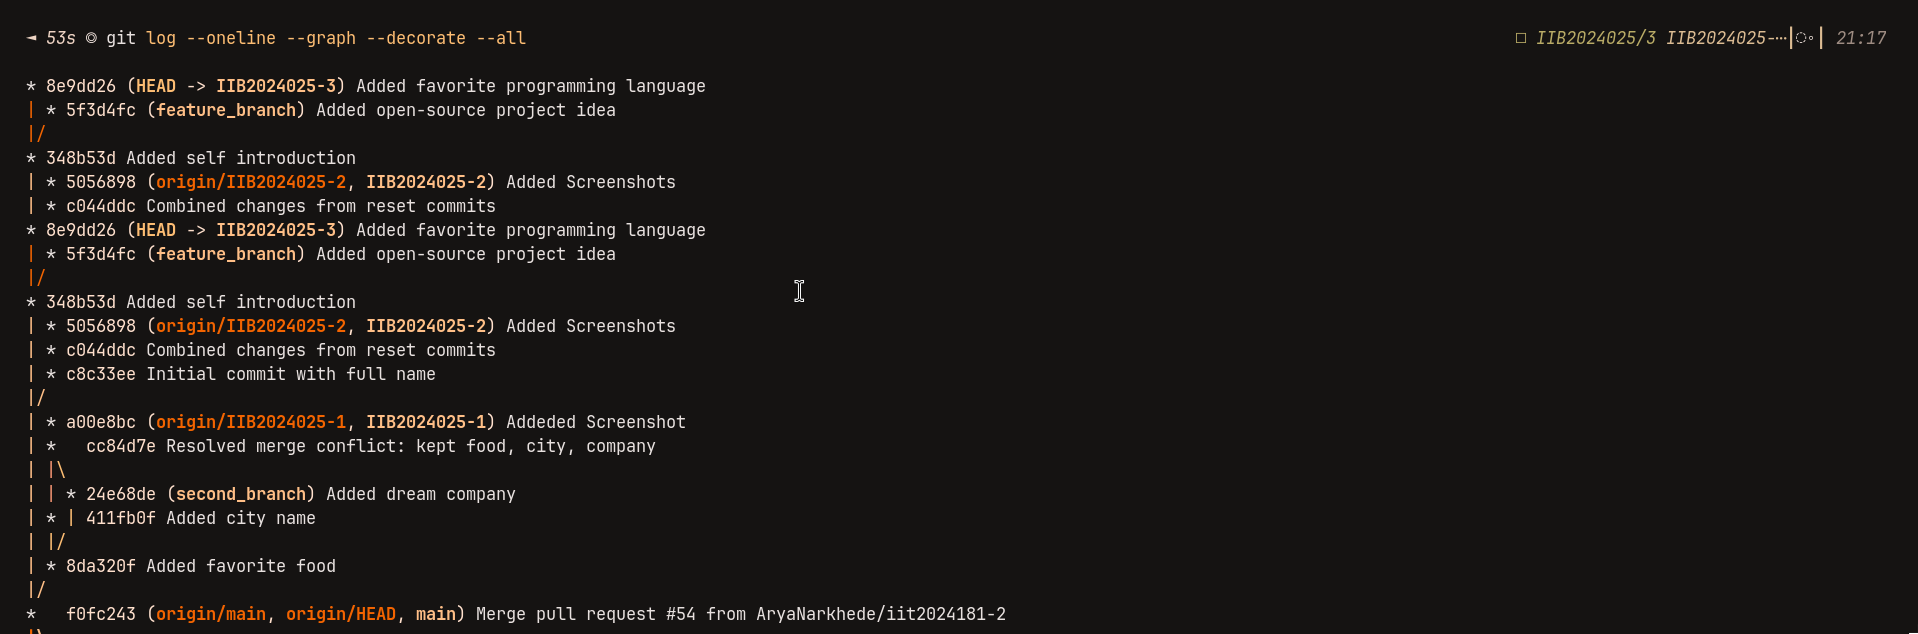 ◄ 53s ◎ git log --oneline --graph --decorate --all □ IIB2024025/3 IIB2024025-⋯|◌◦| 21:17
* 8e9dd26 (HEAD -> IIB2024025-3) Added favorite programming language
| * 5f3d4fc (feature_branch) Added open-source project idea
|/
* 348b53d Added self introduction
| * 5056898 (origin/IIB2024025-2, IIB2024025-2) Added Screenshots
| * c044ddc Combined changes from reset commits
* 8e9dd26 (HEAD -> IIB2024025-3) Added favorite programming language
| * 5f3d4fc (feature_branch) Added open-source project idea
|/
* 348b53d Added self introduction
| * 5056898 (origin/IIB2024025-2, IIB2024025-2) Added Screenshots
| * c044ddc Combined changes from reset commits
| * c8c33ee Initial commit with full name
|/
| * a00e8bc (origin/IIB2024025-1, IIB2024025-1) Addeded Screenshot
| *   cc84d7e Resolved merge conflict: kept food, city, company
| |\
| | * 24e68de (second_branch) Added dream company
| * | 411fb0f Added city name
| |/
| * 8da320f Added favorite food
|/
*   f0fc243 (origin/main, origin/HEAD, main) Merge pull request #54 from AryaNarkhede/iit2024181-2
|\